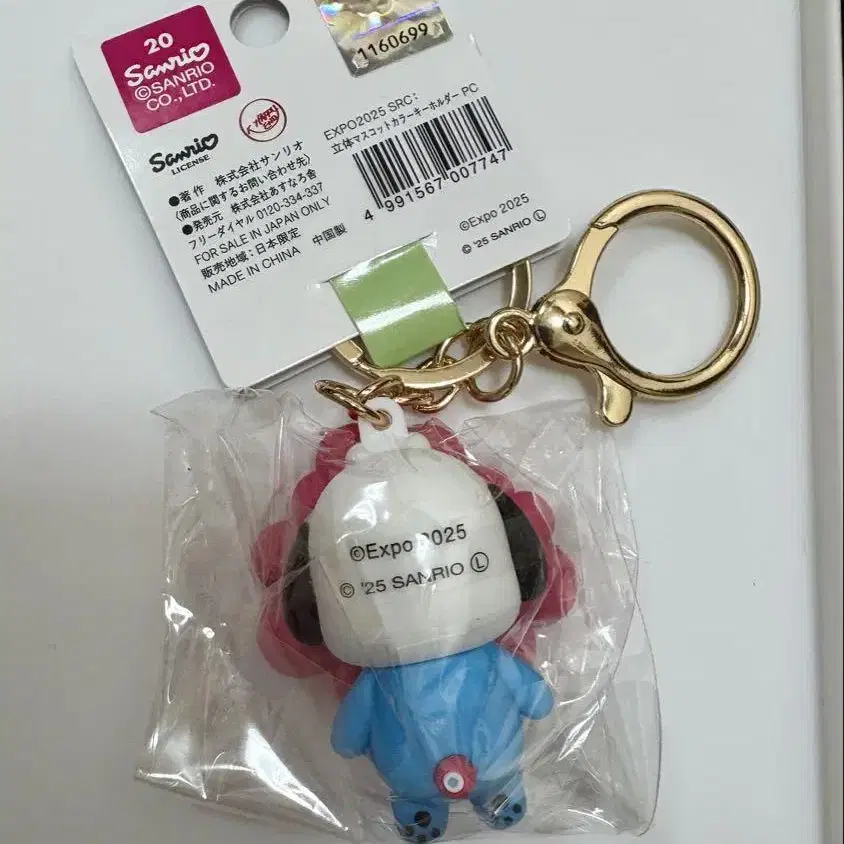 20
Sanrio
©SANRIO
CO.,LTD.
1160699
Sanrio
LICENSE
●著作 株式会社サンリオ
(商品に関するお問い合わせ先)
●発売元 株式会社あすなろ舎
フリーダイヤル 0120-334-337
FOR SALE IN JAPAN ONLY
販売地域:日本限定 中国製
MADE IN CHINA
EXPO2025 SRC:
立体マスコットカラーキーホルダー PC
4 991567 007747
©Expo 2025
© '25 SANRIO Ⓛ
©Expo 2025
© '25 SANRIO Ⓛ